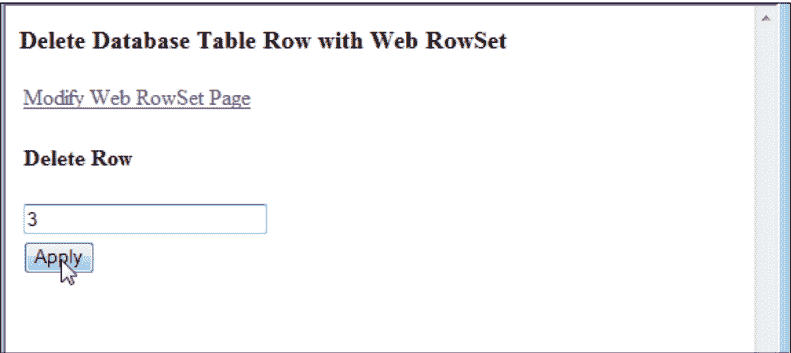 Delete Database Table Row with Web RowSet
Modify Web RowSet Page
Delete Row
3
Apply